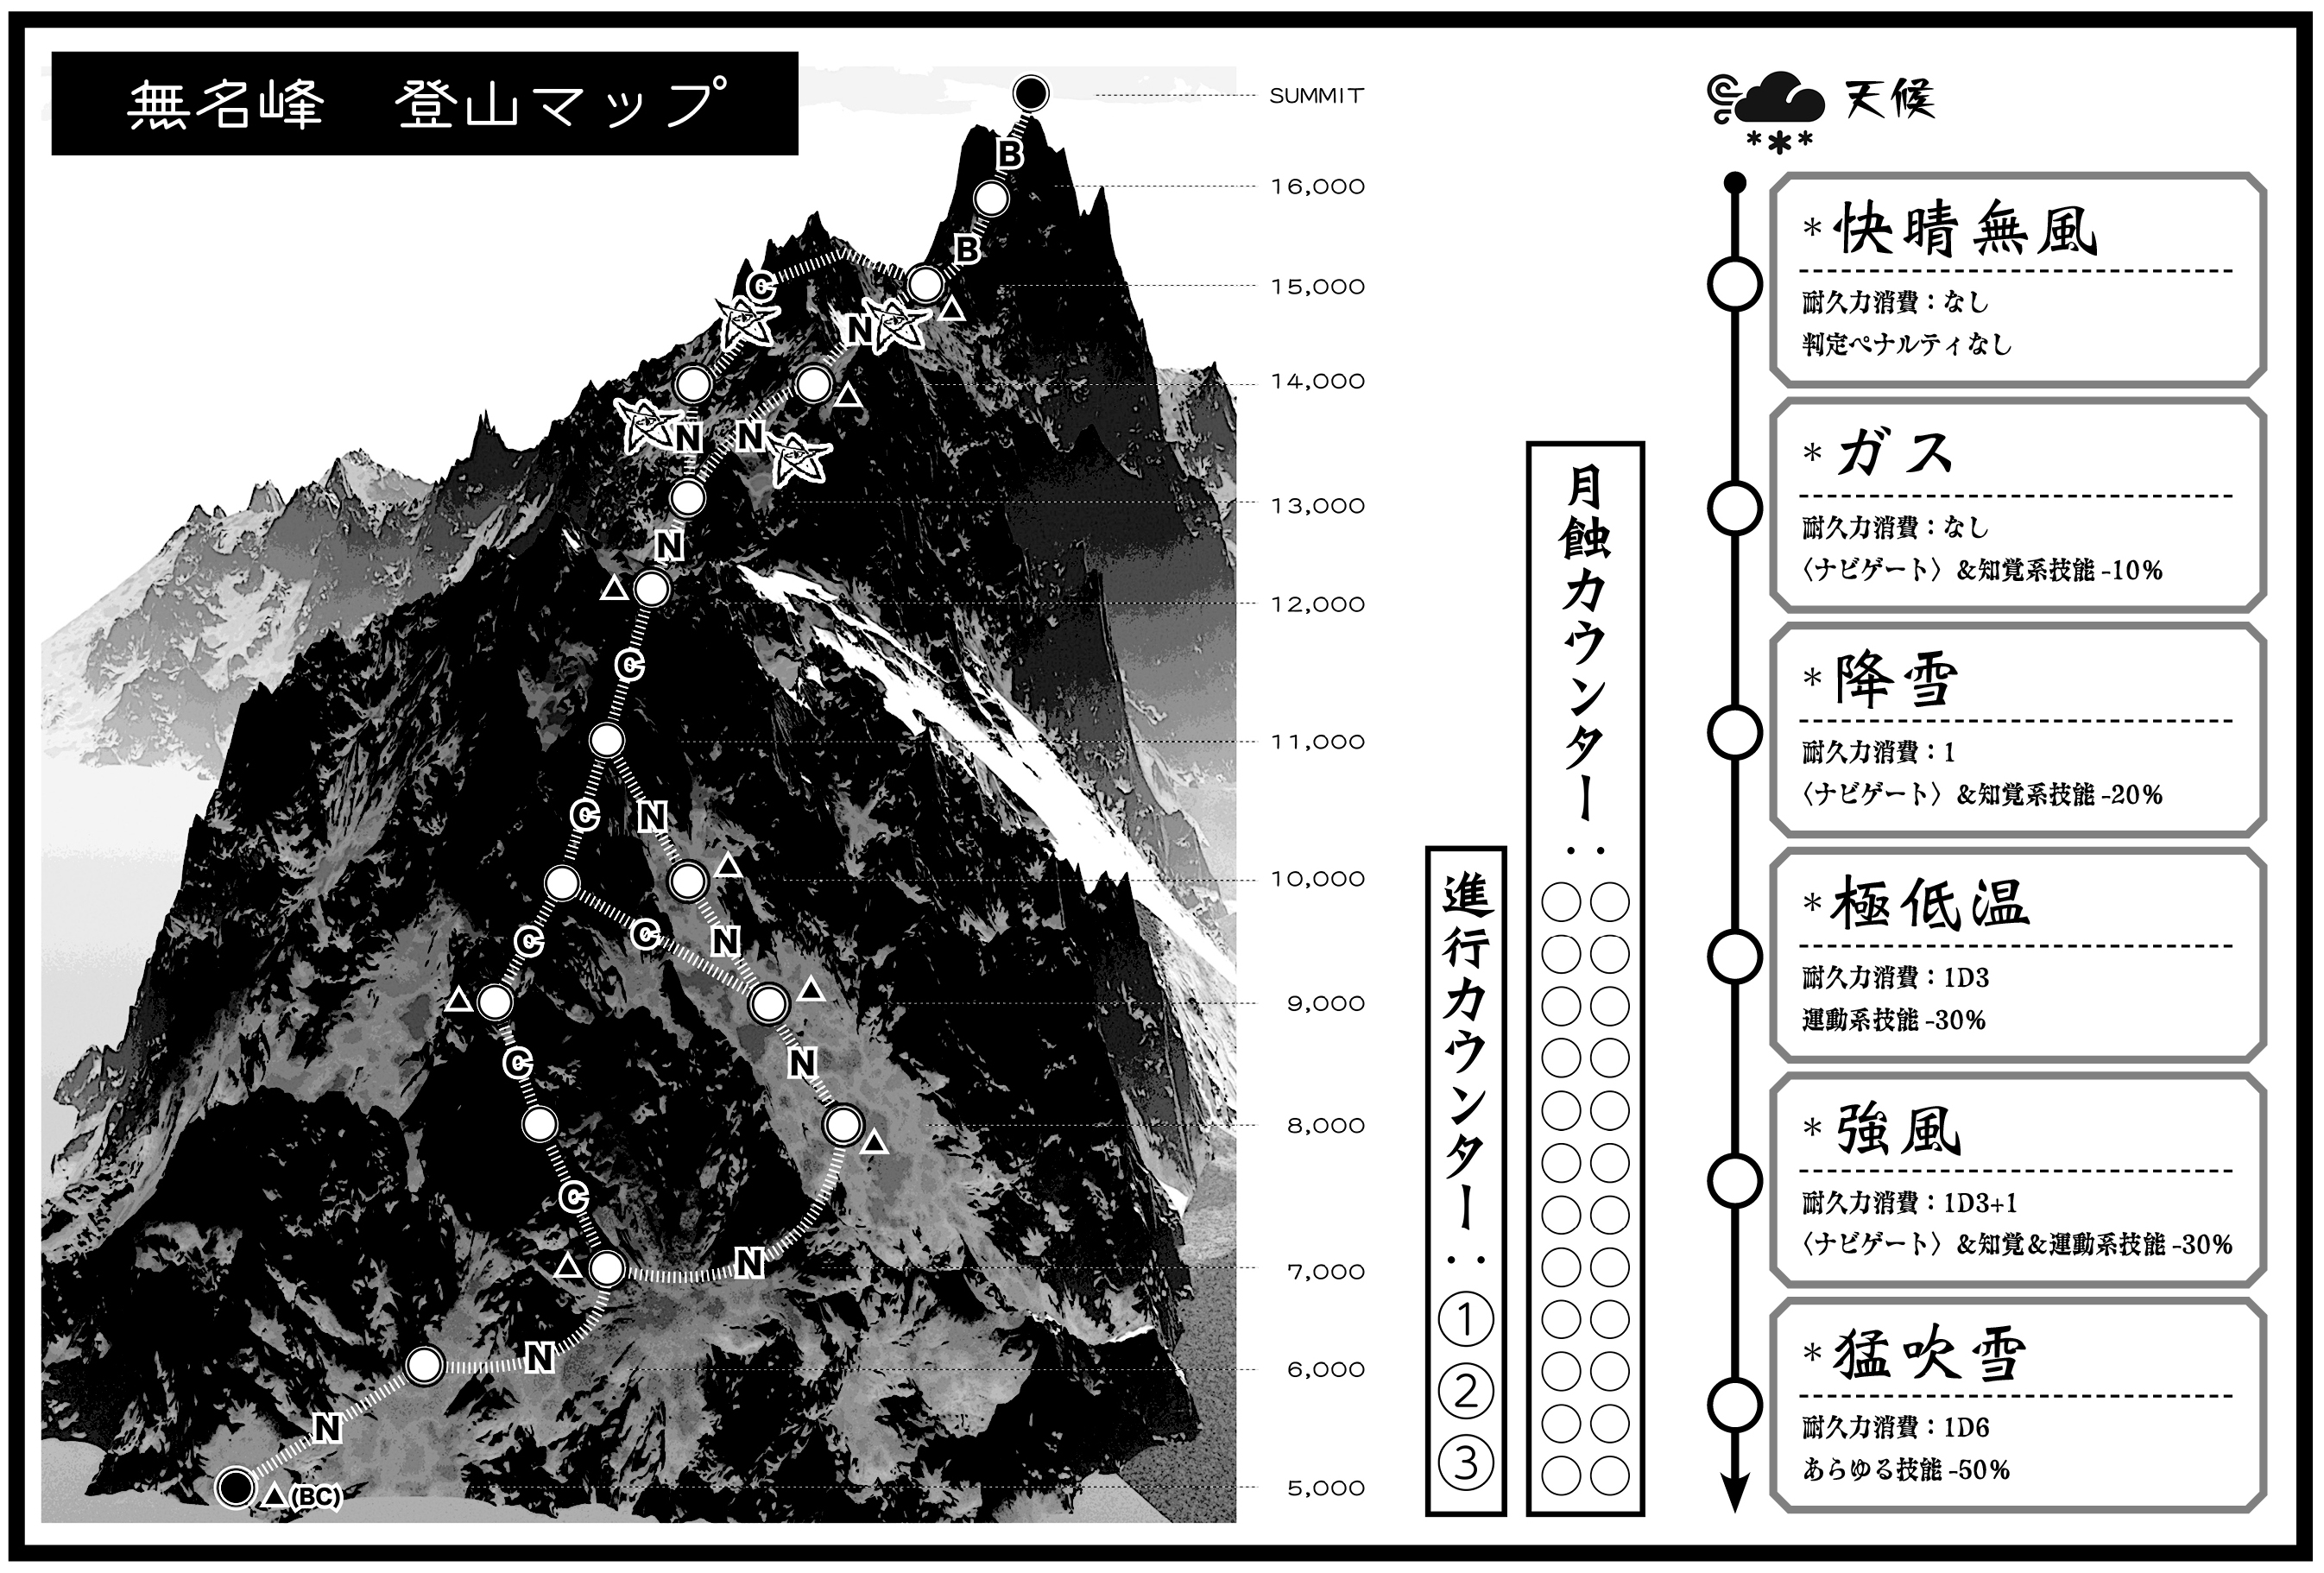 無名峰　登山マップ
SUMMIT
B
16,000
B
C
15,000
N
14,000
N
N
13,000
N
12,000
C
11,000
C
N
10,000
C
C
N
9,000
C
N
8,000
C
N
7,000
N
6,000
N
(BC)
5,000
進行カウンター：
①
②
③
月蝕カウンター：
天候
*快晴無風
耐久力消費：なし
判定ペナルティなし
*ガス
耐久力消費：なし
〈ナビゲート〉&知覚系技能 -10%
*降雪
耐久力消費：1
〈ナビゲート〉&知覚系技能 -20%
*極低温
耐久力消費：1D3
運動系技能 -30%
*強風
耐久力消費：1D3+1
〈ナビゲート〉&知覚&運動系技能 -30%
*猛吹雪
耐久力消費：1D6
あらゆる技能 -50%